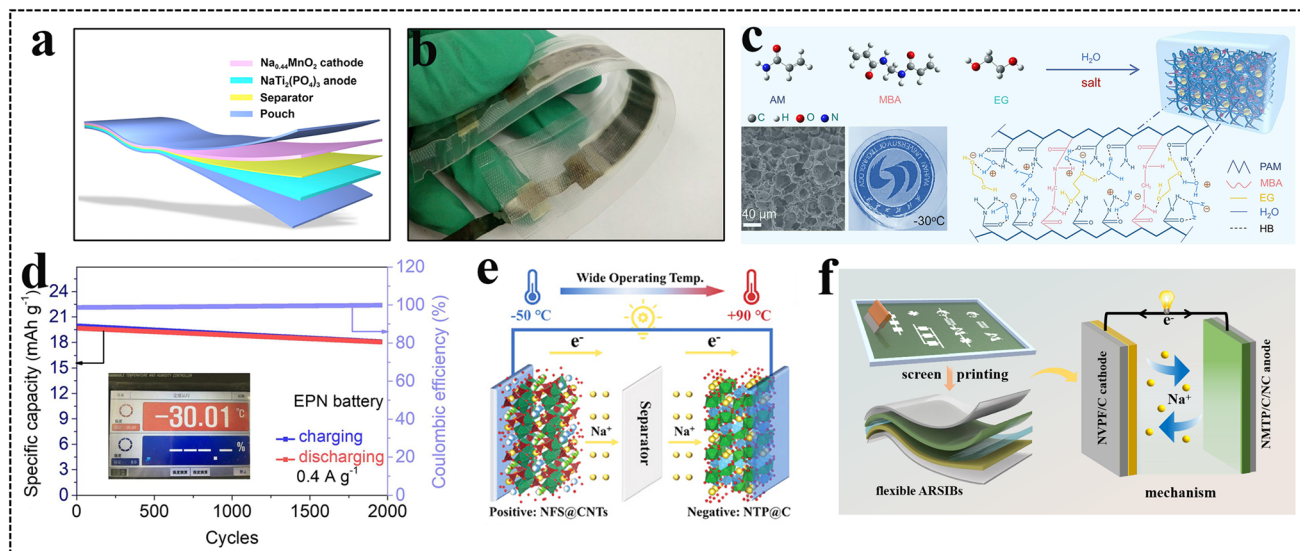 a
Na0.44MnO2 cathode
NaTi2(PO4)3 anode
Separator
Pouch
b
c
AM
MBA
EG
H2O
salt
C H O N
40 μm
-30°C
PAM
MBA
EG
H2O
HB
d
Specific capacity (mAh g-1)
24
21
18
15
12
9
6
3
0
120
100
80
60
40
20
0
Coulombic efficiency (%)
-30.01 °C
%
EPN battery
charging
discharging
0.4 A g-1
0 500 1000 1500 2000
Cycles
e
Wide Operating Temp.
-50 °C
+90 °C
e-
e-
Na+
Separator
Na+
Positive: NFS@CNTs
Negative: NTP@C
f
screen printing
flexible ARSIBs
e-
NVPF/C cathode
Na+
NMTP/C/NC anode
mechanism